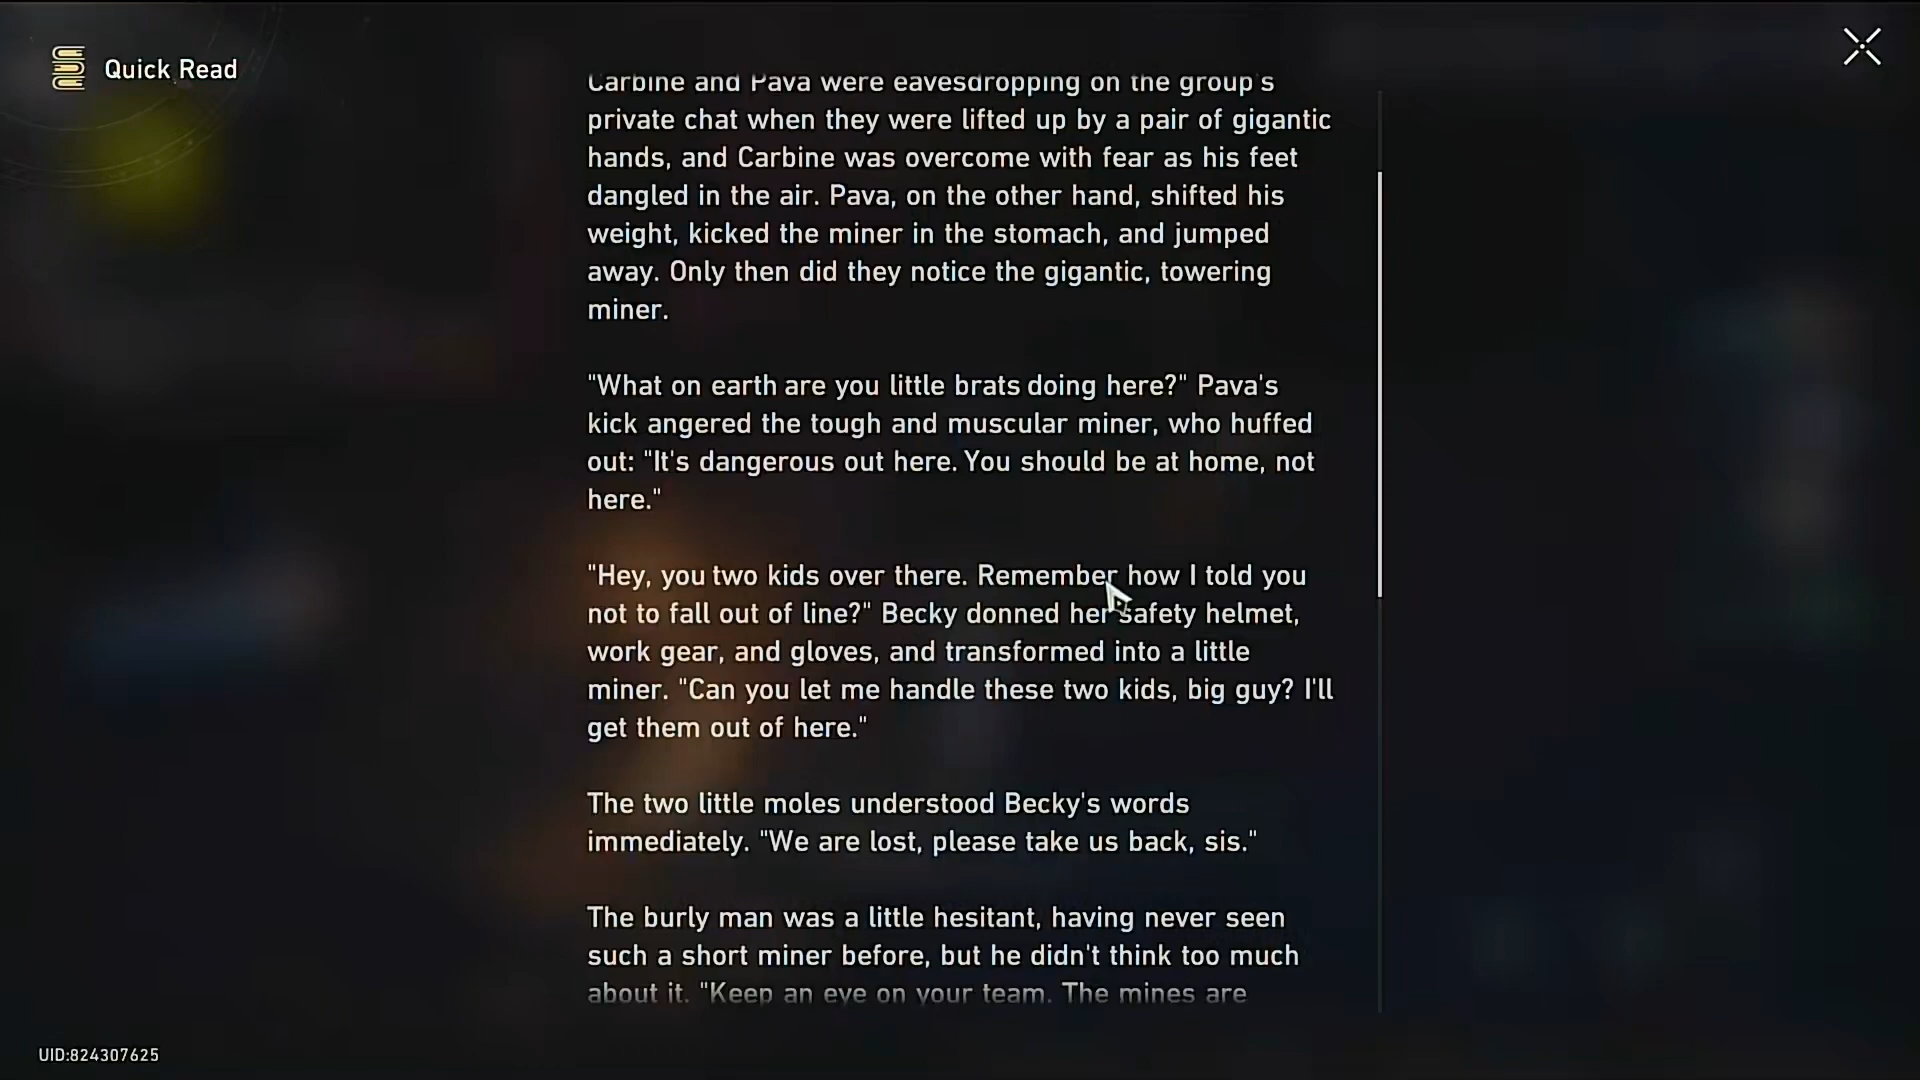 Quick Read
Carbine and Pava were eavesdropping on the group's
private chat when they were lifted up by a pair of gigantic
hands, and Carbine was overcome with fear as his feet
dangled in the air. Pava, on the other hand, shifted his
weight, kicked the miner in the stomach, and jumped
away. Only then did they notice the gigantic, towering
miner.
"What on earth are you little brats doing here?" Pava's
kick angered the tough and muscular miner, who huffed
out: "It's dangerous out here. You should be at home, not
here."
"Hey, you two kids over there. Remember how I told you
not to fall out of line?" Becky donned her safety helmet,
work gear, and gloves, and transformed into a little
miner. "Can you let me handle these two kids, big guy? I'll
get them out of here."
The two little moles understood Becky's words
immediately. "We are lost, please take us back, sis."
The burly man was a little hesitant, having never seen
such a short miner before, but he didn't think too much
about it. "Keep an eye on your team. The mines are
UID:824307625